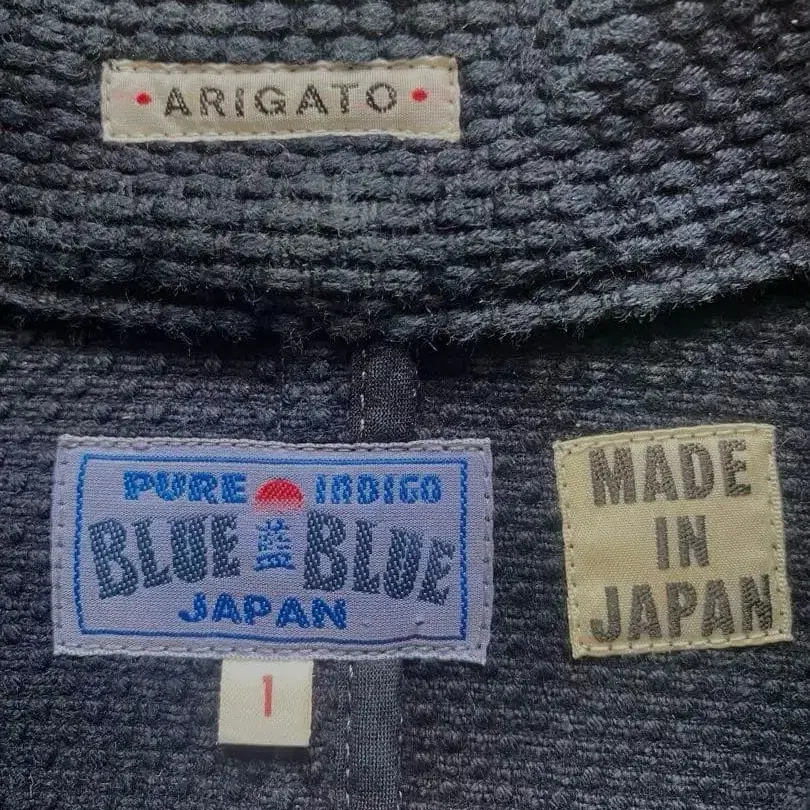 ARIGATO
PURE INDIGO
BLUE 藍 BLUE
JAPAN
MADE
IN
JAPAN
1